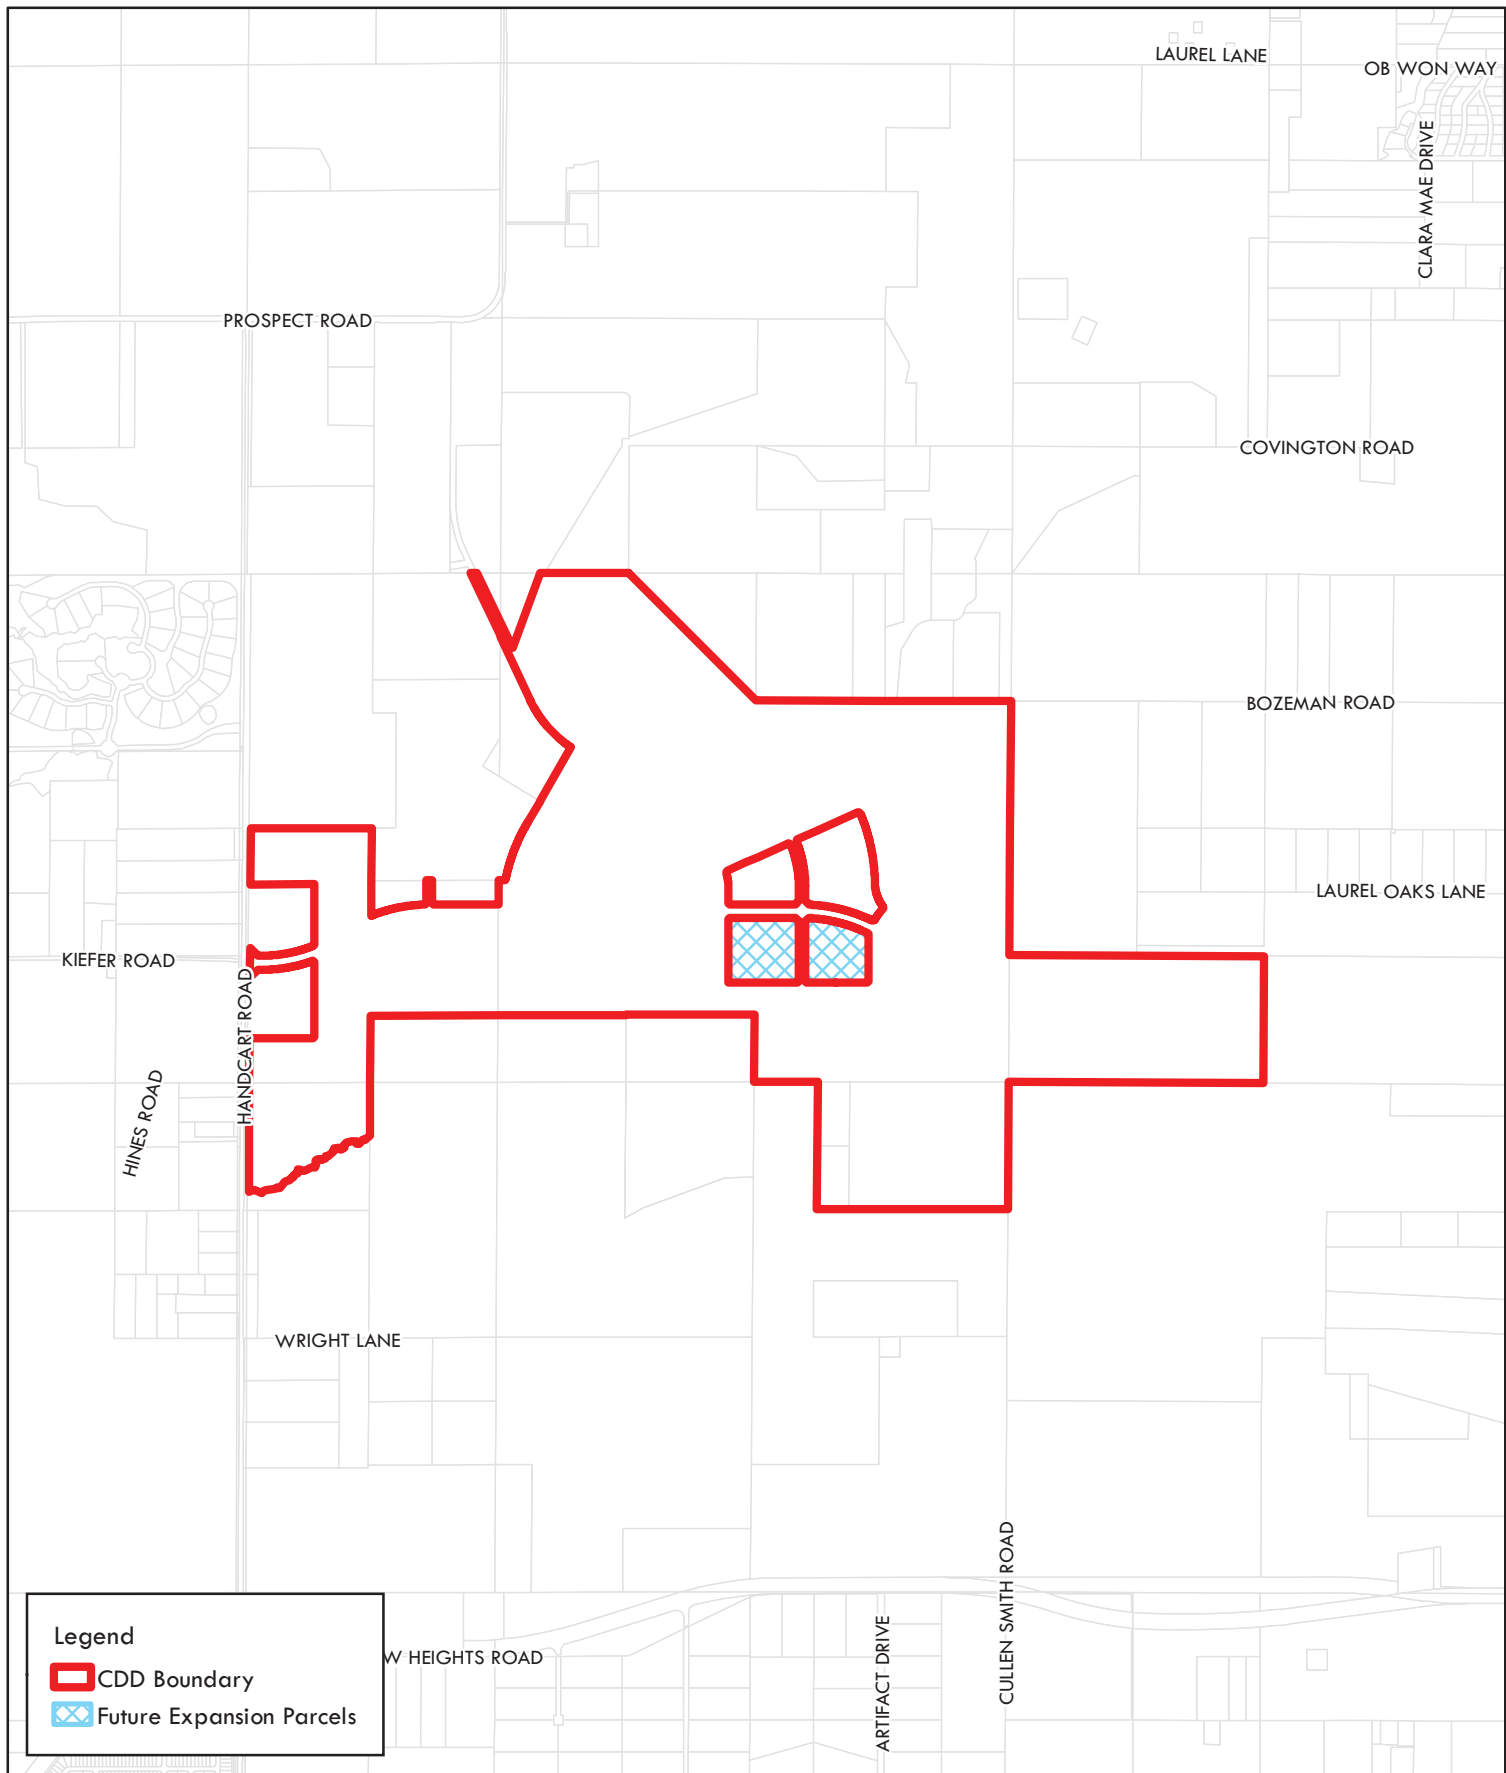 LAUREL LANE
OB WON WAY
CLARA MAE DRIVE
PROSPECT ROAD
COVINGTON ROAD
BOZEMAN ROAD
LAUREL OAKS LANE
KIEFER ROAD
HANDCART ROAD
HINES ROAD
WRIGHT LANE
CULLEN SMITH ROAD
ARTIFACT DRIVE
W HEIGHTS ROAD
Legend
CDD Boundary
Future Expansion Parcels